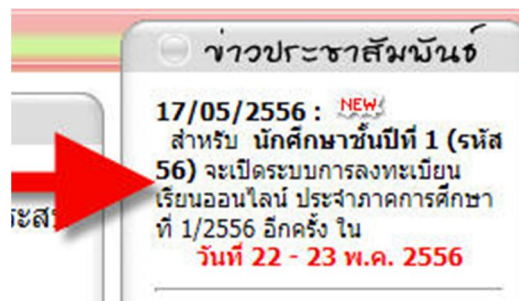 ข่าวประชาสัมพันธ์
17/05/2556 : NEW
สำหรับ นักศึกษาชั้นปีที่ 1 (รหัส
56) จะเปิดระบบการลงทะเบียน
เรียนออนไลน์ ประจำภาคการศึกษา
ที่ 1/2556 อีกครั้ง ใน
วันที่ 22 - 23 พ.ค. 2556